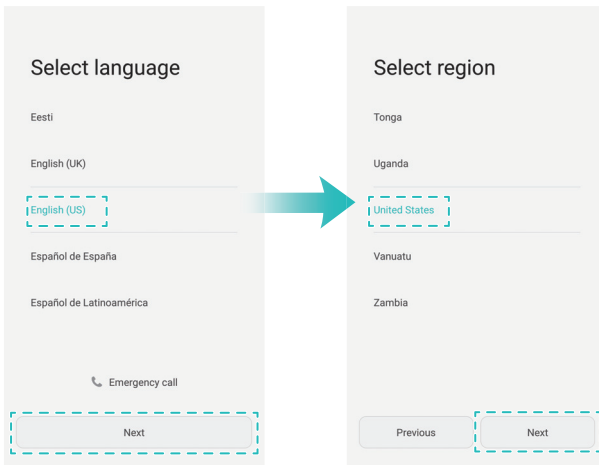 Select language
Eesti
English (UK)
English (US)
Español de España
Español de Latinoamérica
Emergency call
Next
Select region
Tonga
Uganda
United States
Vanuatu
Zambia
Previous
Next